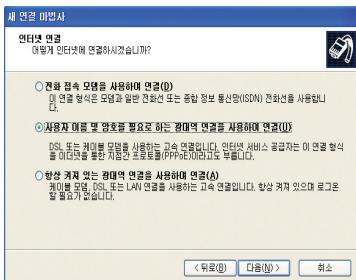 새 연결 마법사
인터넷 연결
어떻게 인터넷에 연결하시겠습니까?
전화 접속 모뎀을 사용하여 연결(D)
이 연결 형식은 모뎀과 일반 전화선 또는 종합 정보 통신망(ISDN) 전화선을 사용합니
다.
사용자 이름 및 암호를 필요로 하는 광대역 연결을 사용하여 연결(U)
DSL 또는 케이블 모뎀을 사용하는 고속 연결입니다. 인터넷 서비스 공급자는 이 연결 형식
을 이더넷을 통한 지점간 프로토콜(PPPoE)이라고도 부릅니다.
항상 켜져 있는 광대역 연결을 사용하여 연결(A)
케이블 모뎀, DSL 또는 LAN 연결을 사용하는 고속 연결입니다. 항상 켜져 있으며 로그온
할 필요가 없습니다.
< 뒤로(B) 다음(N) > 취소